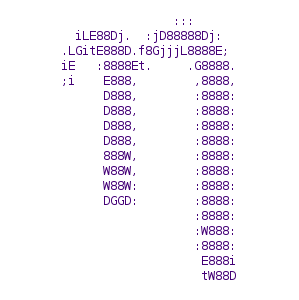 :::
  iLE88Dj.  :jD88888Dj:
.LGitE888D.f8GjjjL8888E;
iE   :8888Et.     .G8888.
;i    E888,        ,8888,
      D888,        :8888:
      D888,        :8888:
      D888,        :8888:
      D888,        :8888:
      888W,        :8888:
      W88W,        :8888:
      W88W:        :8888:
      DGGD:        :8888:
                   :8888:
                   :W888:
                   :8888:
                    E888i
                    tW88D